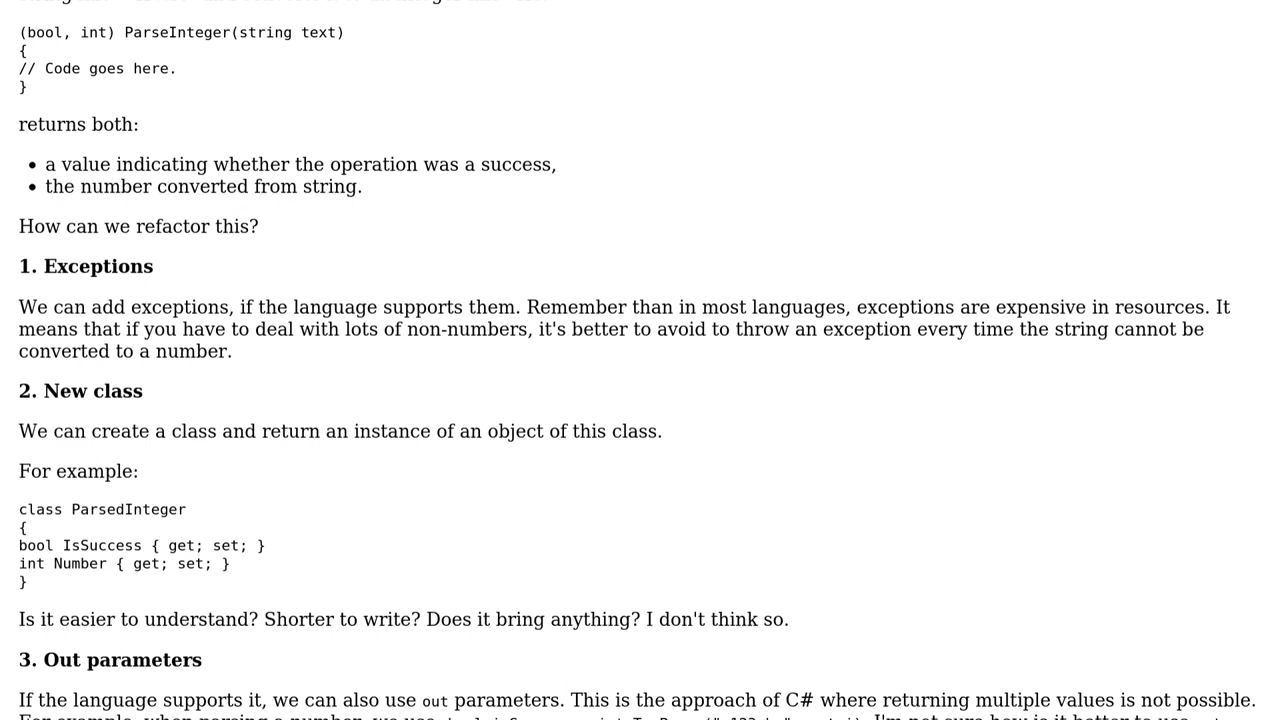 (bool, int) ParseInteger(string text)
{
// Code goes here.
}
returns both:
• a value indicating whether the operation was a success,
• the number converted from string.
How can we refactor this?
1. Exceptions
We can add exceptions, if the language supports them. Remember than in most languages, exceptions are expensive in resources. It
means that if you have to deal with lots of non-numbers, it's better to avoid to throw an exception every time the string cannot be
converted to a number.
2. New class
We can create a class and return an instance of an object of this class.
For example:
class ParsedInteger
{
bool IsSuccess { get; set; }
int Number { get; set; }
}
Is it easier to understand? Shorter to write? Does it bring anything? I don't think so.
3. Out parameters
If the language supports it, we can also use out parameters. This is the approach of C# where returning multiple values is not possible.